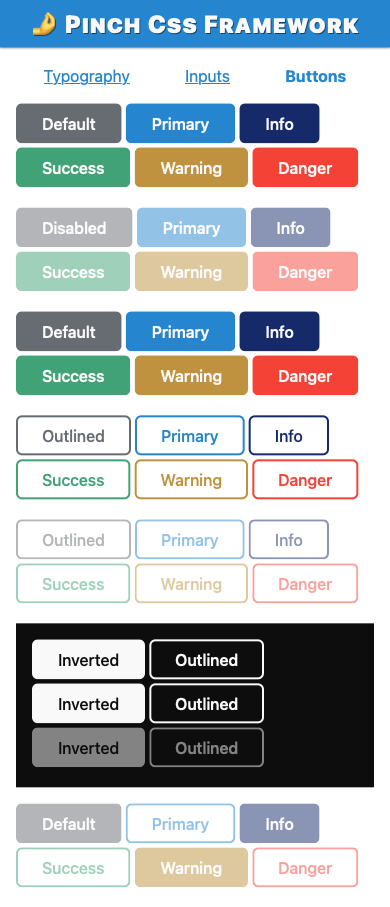 🤌 Pinch Css Framework
Typography Inputs Buttons
Default Primary Info
Success Warning Danger
Disabled Primary Info
Success Warning Danger
Default Primary Info
Success Warning Danger
Outlined Primary Info
Success Warning Danger
Outlined Primary Info
Success Warning Danger
Inverted Outlined
Inverted Outlined
Inverted Outlined
Default Primary Info
Success Warning Danger